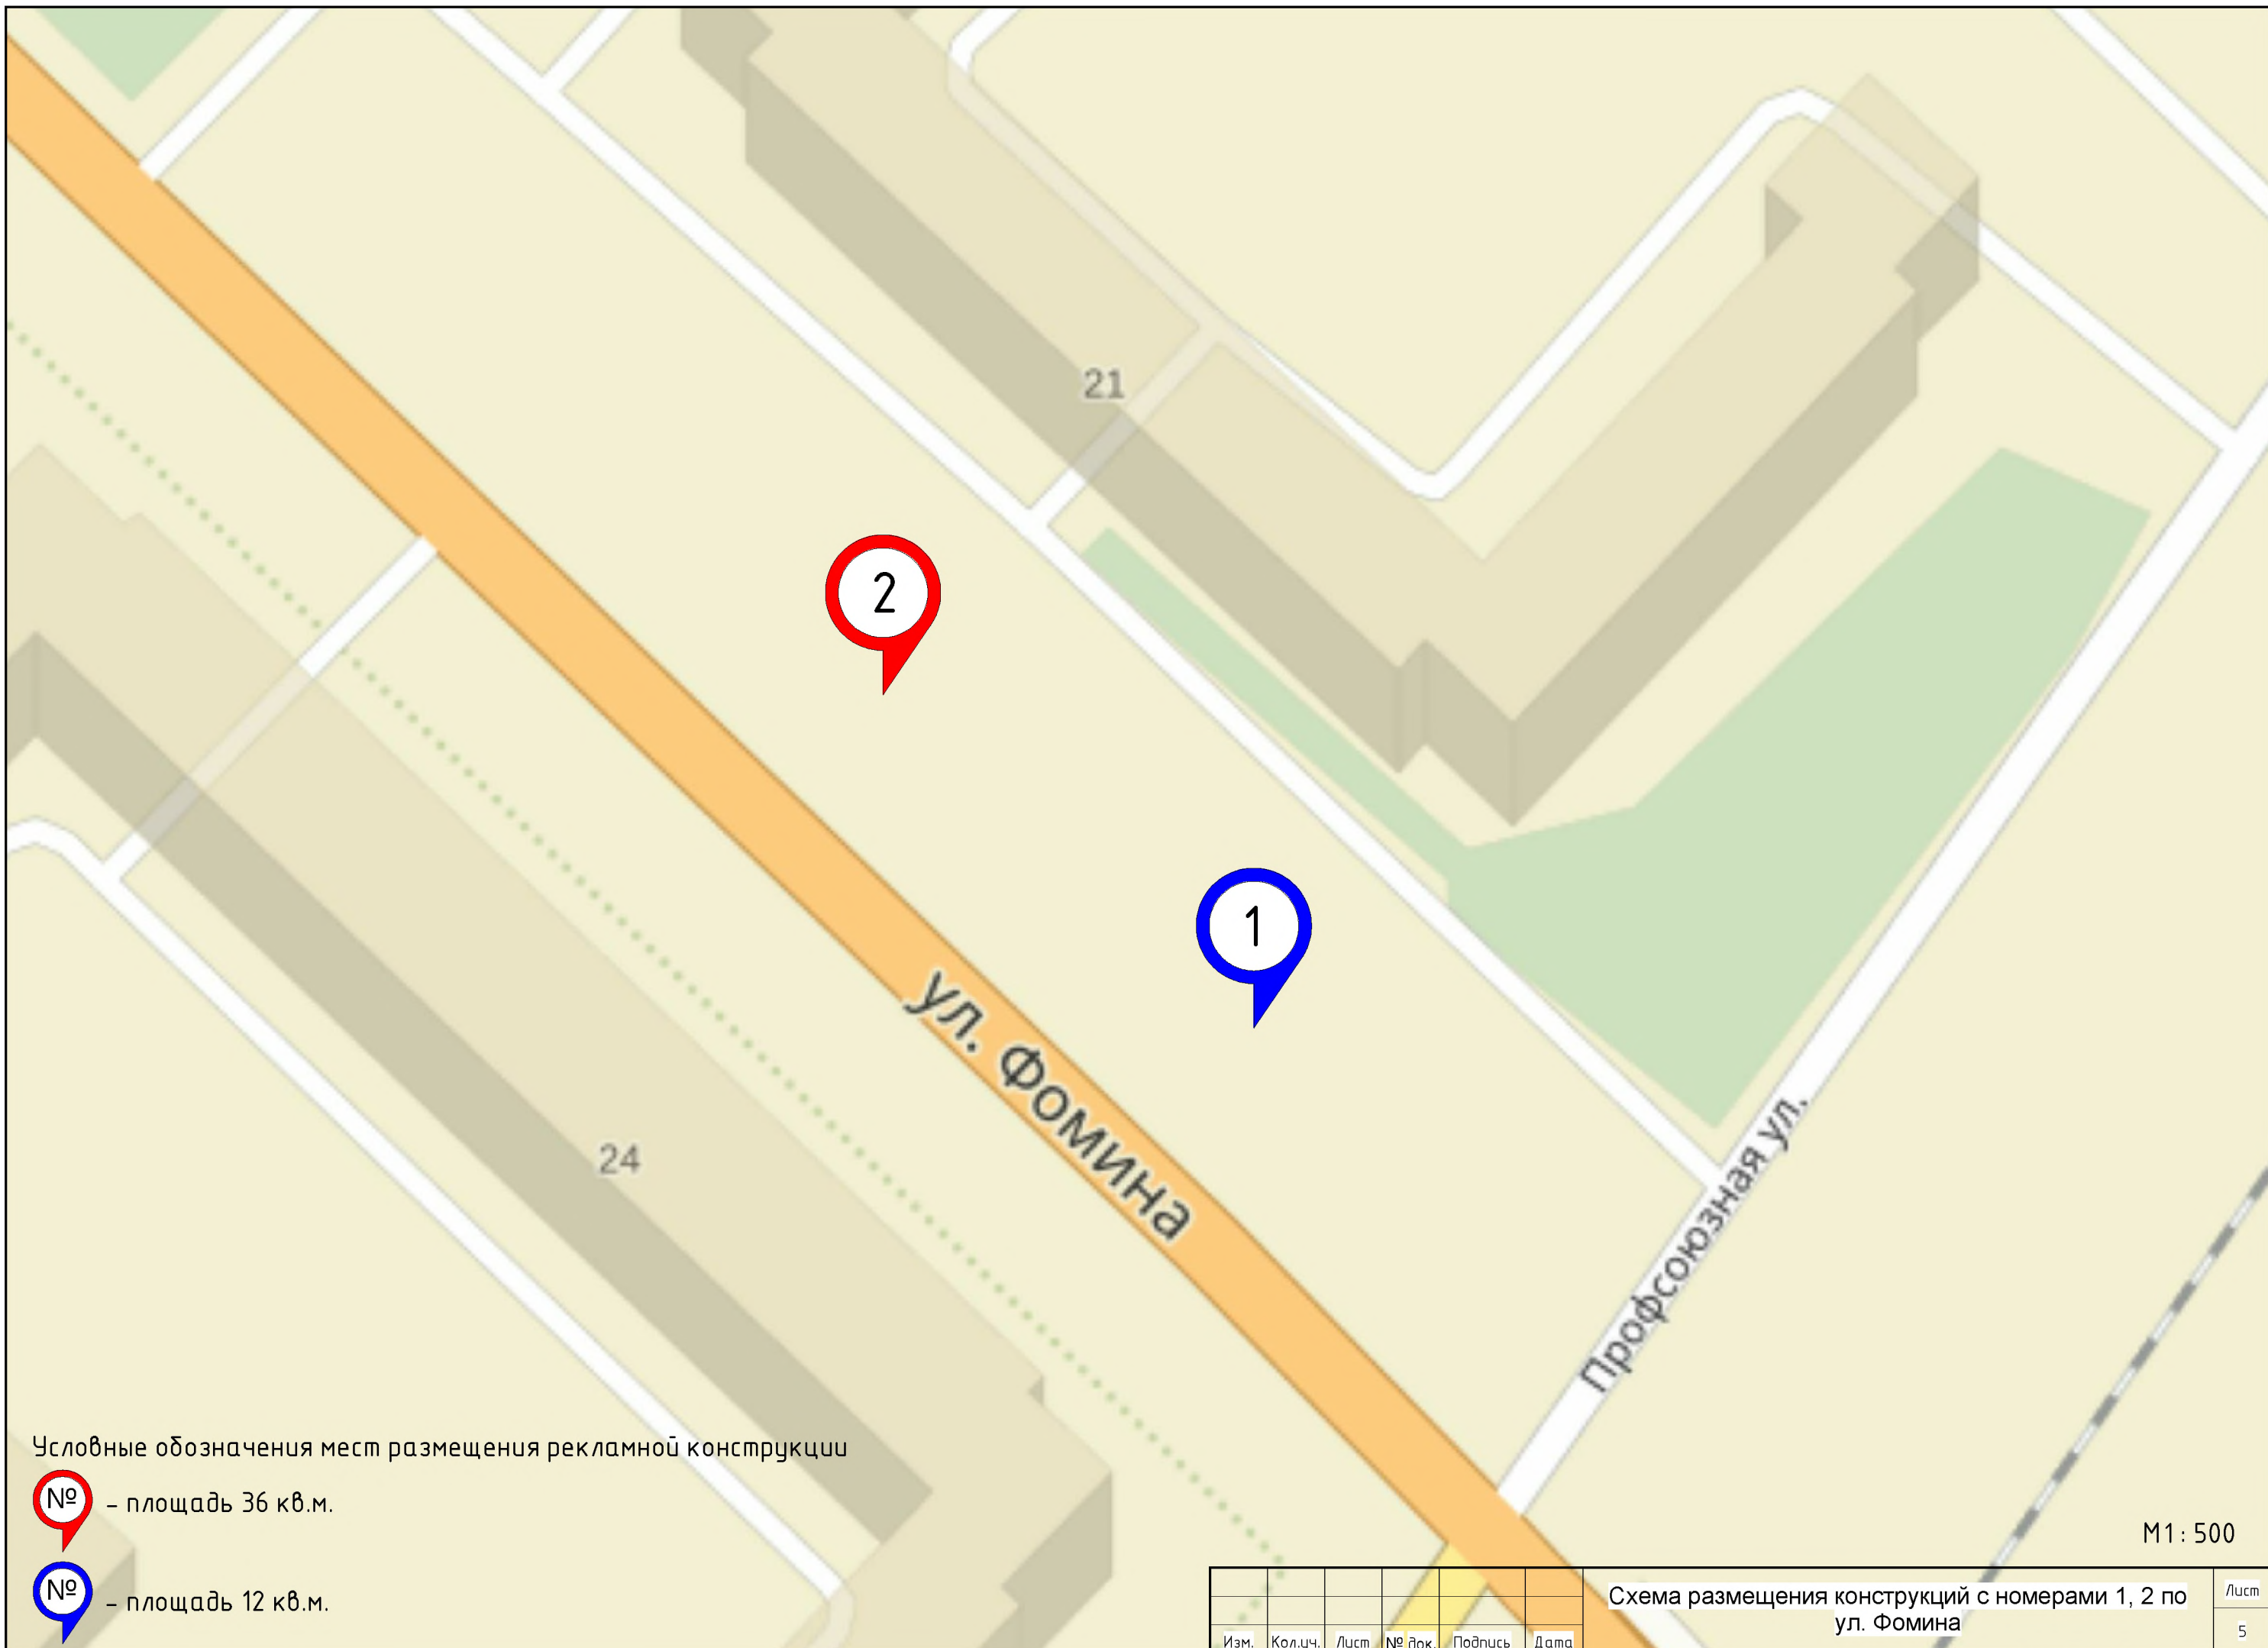 21
2
1
ул. Фомина
24
Профсоюзная ул.
Условные обозначения мест размещения рекламной конструкции
№ – площадь 36 кв.м.
№ – площадь 12 кв.м.
М1 : 500
Схема размещения конструкций с номерами 1, 2 по
ул. Фомина
Лист
5
Изм. Кол.уч. Лист № док. Подпись Дата